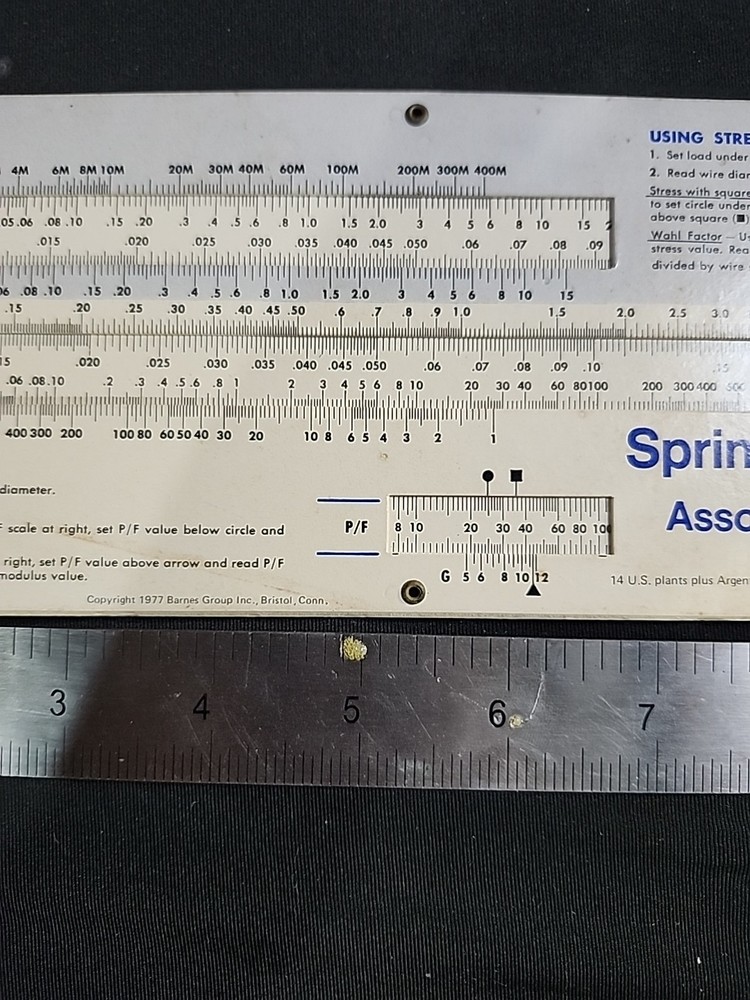 4M 6M 8M 10M 20M 30M 40M 60M 100M 200M 300M 400M
.05 .06 .08 .10 .15 .20 .3 .4 .5 .6 .8 1.0 1.5 2.0 3 4 5 6 8 10 15
.015 .020 .025 .030 .035 .040 .045 .050 .06 .07 .08 .09
.08 .10 .15 .20 .3 .4 .5 .6 .8 1.0 1.5 2.0 3 4 5 6 8 10 15
.15 .20 .25 .30 .35 .40 .45 .50 .6 .7 .8 .9 1.0 1.5 2.0 2.5 3.0
.020 .025 .030 .035 .040 .045 .050 .06 .07 .08 .09 .10 .15
.06 .08 .10 .2 .3 .4 .5 .6 .8 1 2 3 4 5 6 8 10 20 30 40 60 80 100 200 300 400
400 300 200 100 80 60 50 40 30 20 10 8 6 5 4 3 2 1
USING STRE
1. Set load under
2. Read wire diar
Stress with square
to set circle under
above square (■)
Wahl Factor — Us
stress value. Rea
divided by wire
Sprin
Asso
14 U.S. plants plus Argen
diameter.
F scale at right, set P/F value below circle and
right, set P/F value above arrow and read P/F
modulus value.
Copyright 1977 Barnes Group Inc., Bristol, Conn.
P/F
8 10 20 30 40 60 80 100
G 5 6 8 10 12
3 4 5 6 7